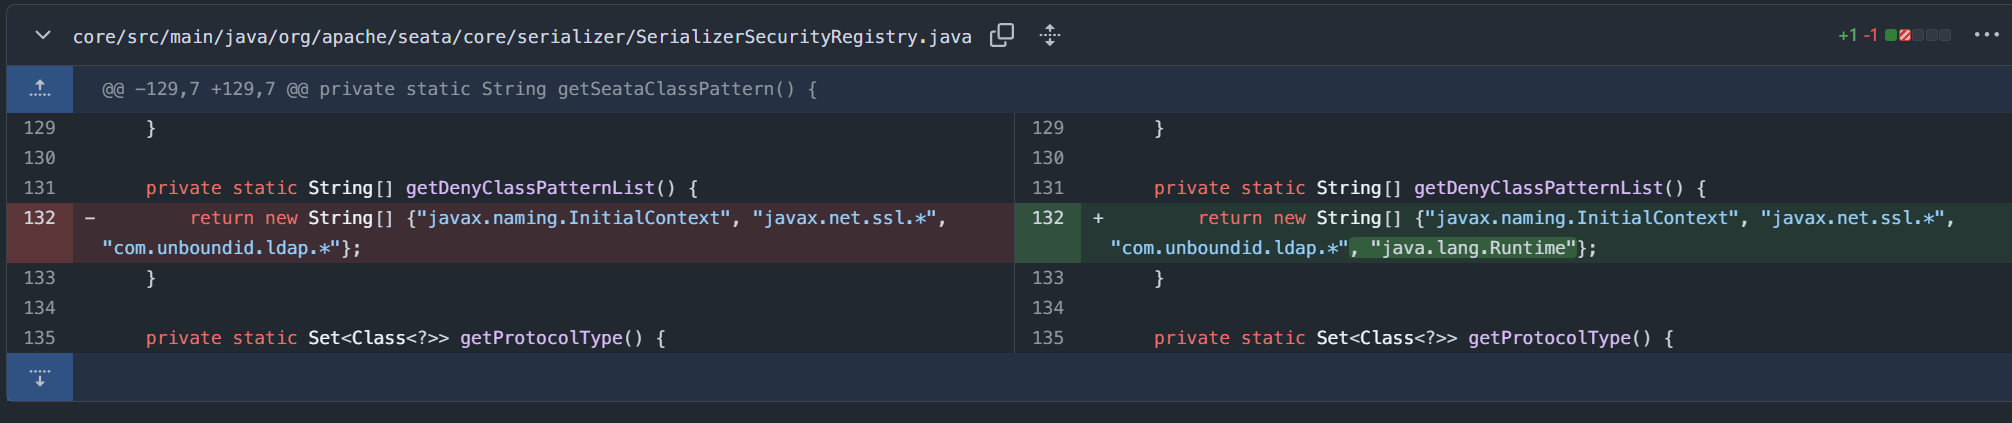 core/src/main/java/org/apache/seata/core/serializer/SerializerSecurityRegistry.java +1 -1
@@ -129,7 +129,7 @@ private static String getSeataClassPattern() {
129 }
130
131 private static String[] getDenyClassPatternList() {
132 - return new String[] {"javax.naming.InitialContext", "javax.net.ssl.*",
"com.unboundid.ldap.*"};
133 }
134
135 private static Set<Class<?>> getProtocolType() {
129 }
130
131 private static String[] getDenyClassPatternList() {
132 + return new String[] {"javax.naming.InitialContext", "javax.net.ssl.*",
"com.unboundid.ldap.*", "java.lang.Runtime"};
133 }
134
135 private static Set<Class<?>> getProtocolType() {